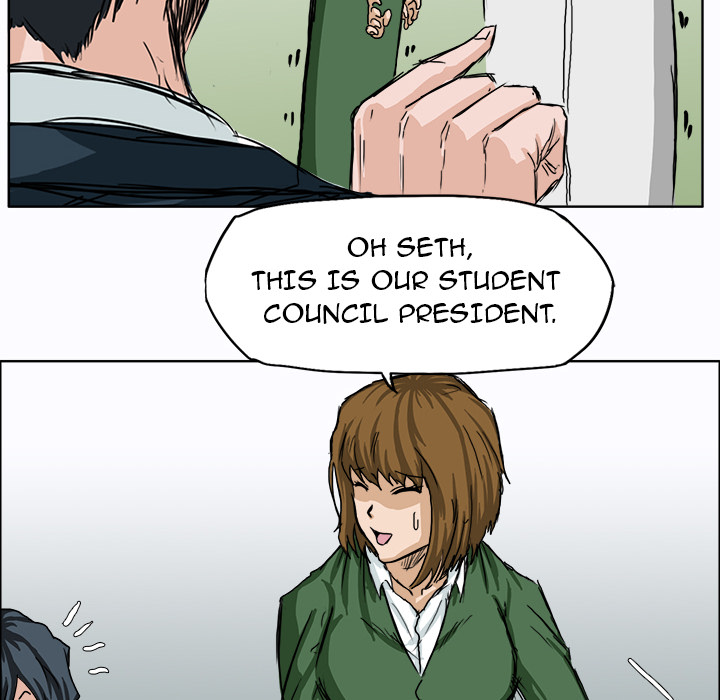 OH SETH,
THIS IS OUR STUDENT
COUNCIL PRESIDENT.